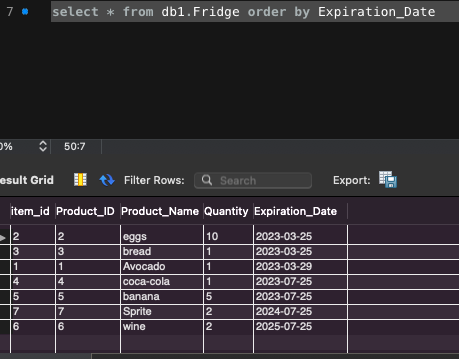 7 select * from db1.Fridge order by Expiration_Date
0% 50:7
esult Grid Filter Rows: Search Export:
item_id Product_ID Product_Name Quantity Expiration_Date
2 2 eggs 10 2023-03-25
3 3 bread 1 2023-03-25
1 1 Avocado 1 2023-03-29
4 4 coca-cola 1 2023-07-25
5 5 banana 5 2023-07-25
7 7 Sprite 2 2024-07-25
6 6 wine 2 2025-07-25